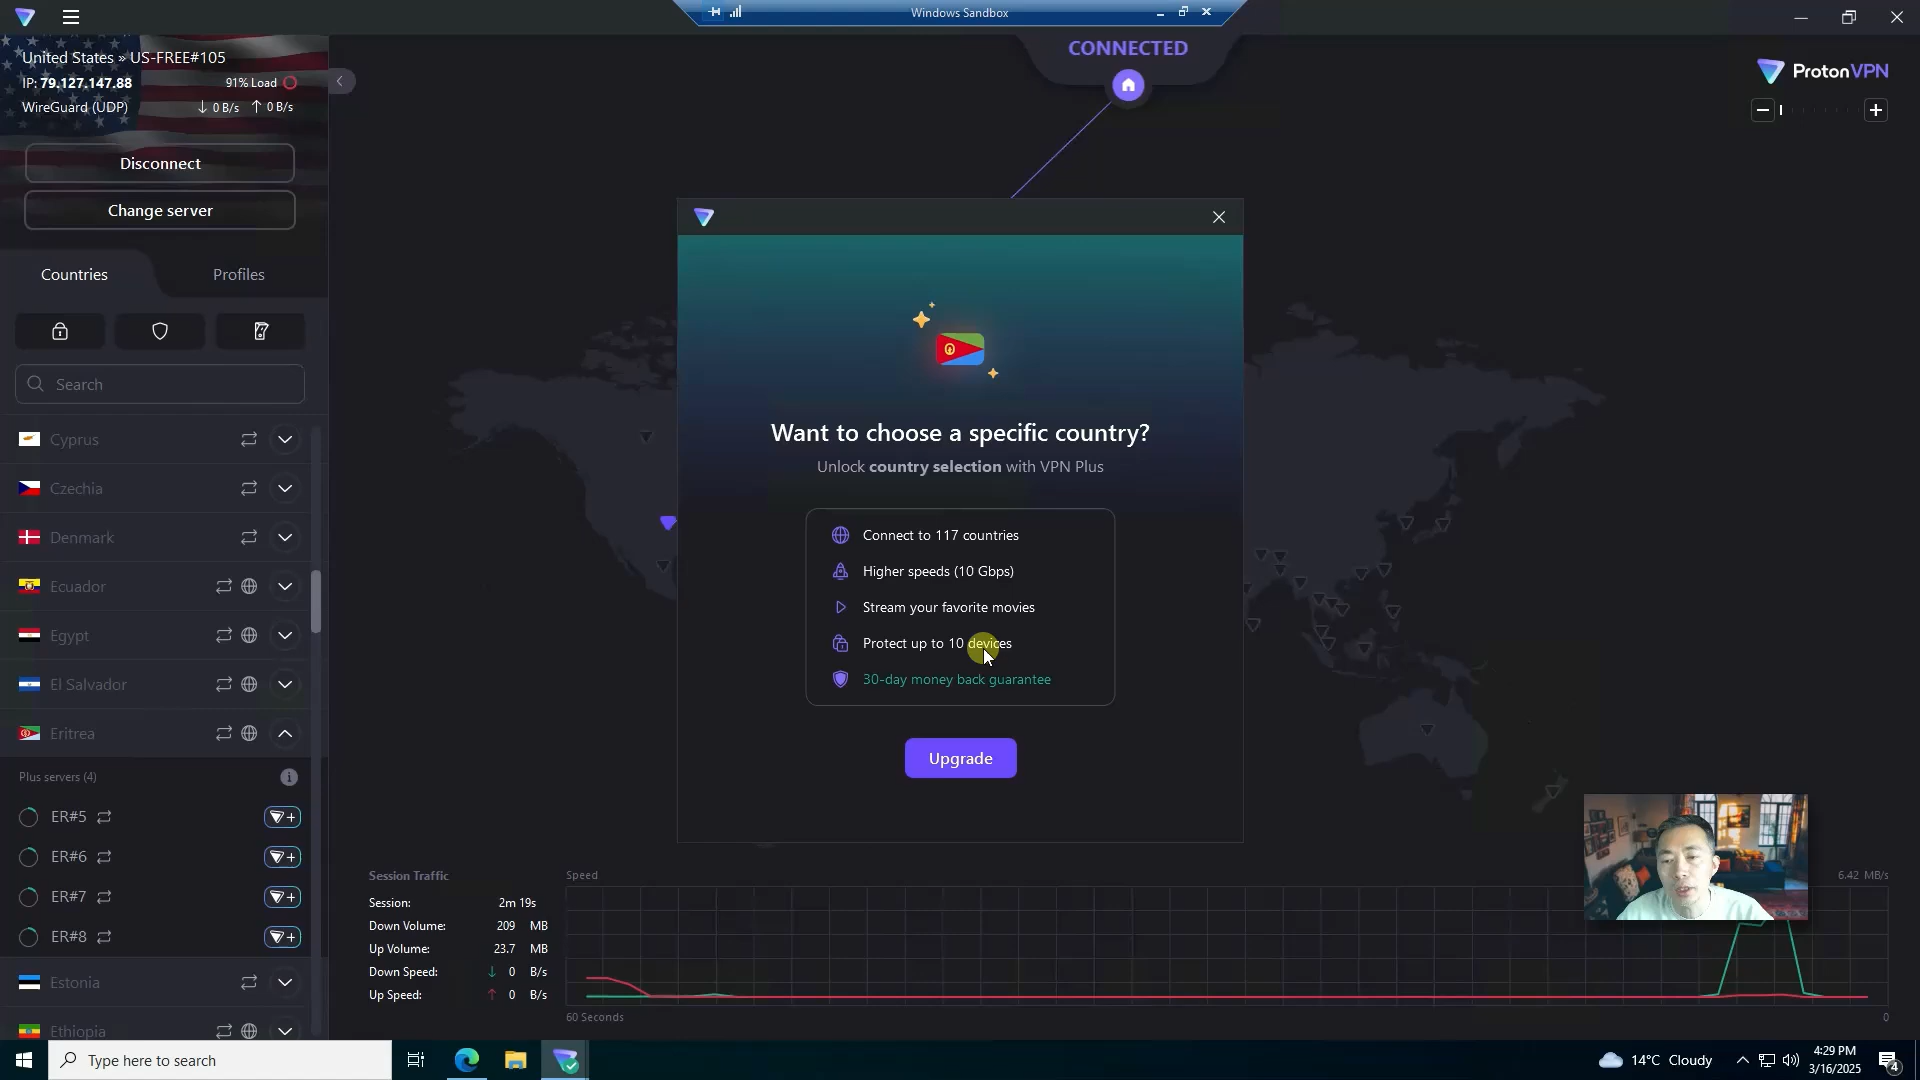 Windows Sandbox
United States » US-FREE#105
IP: 79.127.147.88
91% Load
WireGuard (UDP)
↓ 0 B/s ↑ 0 B/s
Disconnect
Change server
Countries
Profiles
Search
Cyprus
Czechia
Denmark
Ecuador
Egypt
El Salvador
Eritrea
Plus servers (4)
ER#5
ER#6
ER#7
ER#8
Estonia
Ethiopia
CONNECTED
ProtonVPN
Want to choose a specific country?
Unlock country selection with VPN Plus
Connect to 117 countries
Higher speeds (10 Gbps)
Stream your favorite movies
Protect up to 10 devices
30-day money back guarantee
Upgrade
Session Traffic
Session: 2m 19s
Down Volume: 209 MB
Up Volume: 23.7 MB
Down Speed: ↓ 0 B/s
Up Speed: ↑ 0 B/s
Speed
6.42 MB/s
60 Seconds
0
Type here to search
14°C Cloudy
4:29 PM
3/16/2025
4